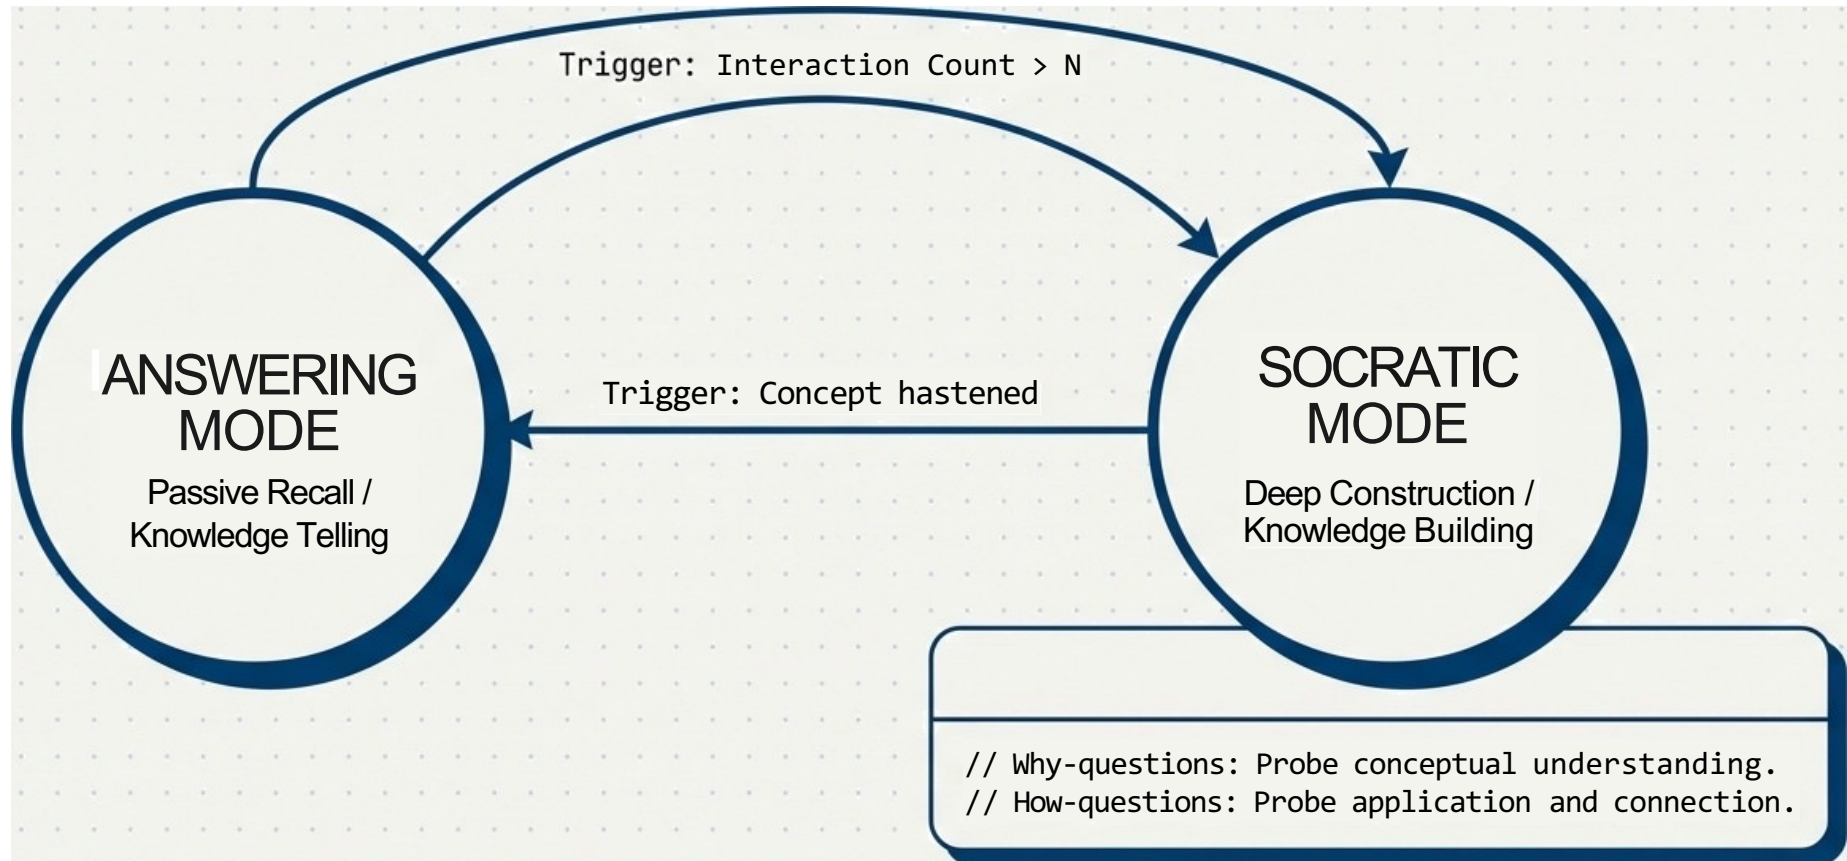 Trigger: Interaction Count > N
ANSWERING
MODE
Passive Recall /
Knowledge Telling
Trigger: Concept hastened
SOCRATIC
MODE
Deep Construction /
Knowledge Building
// Why-questions: Probe conceptual understanding.
// How-questions: Probe application and connection.